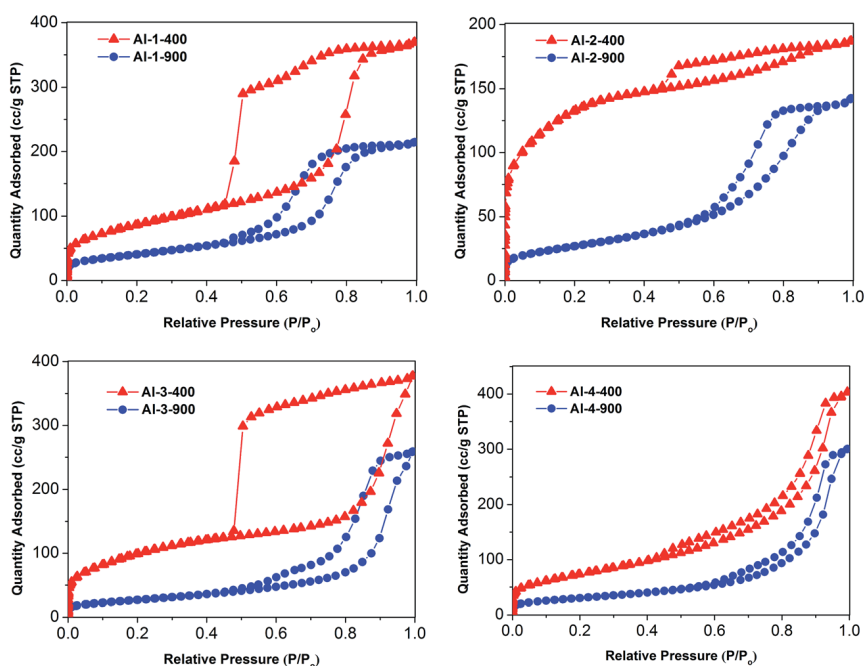 400
300
200
100
0
Quantity Adsorbed (cc/g STP)
Al-1-400
Al-1-900
0.0 0.2 0.4 0.6 0.8 1.0
Relative Pressure (P/Po)
200
150
100
50
0
Quantity Adsorbed (cc/g STP)
Al-2-400
Al-2-900
0.0 0.2 0.4 0.6 0.8 1.0
Relative Pressure (P/Po)
400
300
200
100
0
Quantity Adsorbed (cc/g STP)
Al-3-400
Al-3-900
0.0 0.2 0.4 0.6 0.8 1.0
Relative Pressure (P/Po)
400
300
200
100
0
Quantity Adsorbed (cc/g STP)
Al-4-400
Al-4-900
0.0 0.2 0.4 0.6 0.8 1.0
Relative Pressure (P/Po)